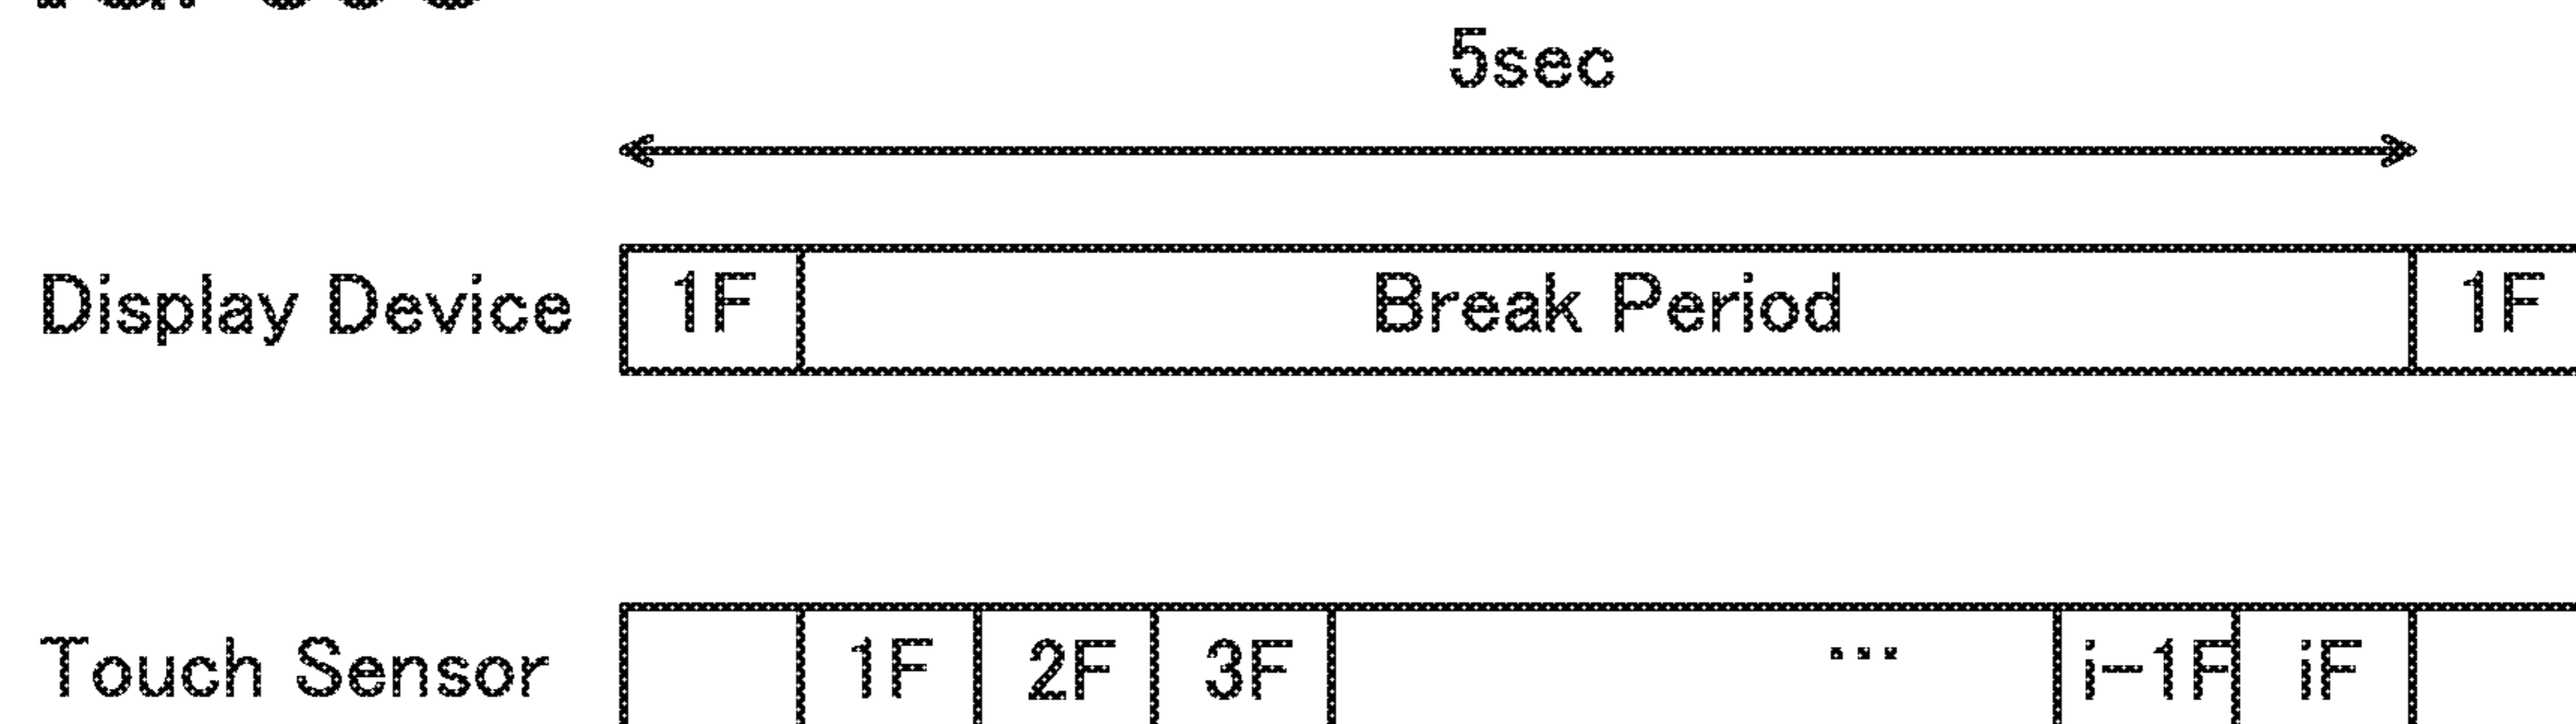 5sec
Display Device 1F Break Period 1F
Touch Sensor 1F 2F 3F ... i-1F iF